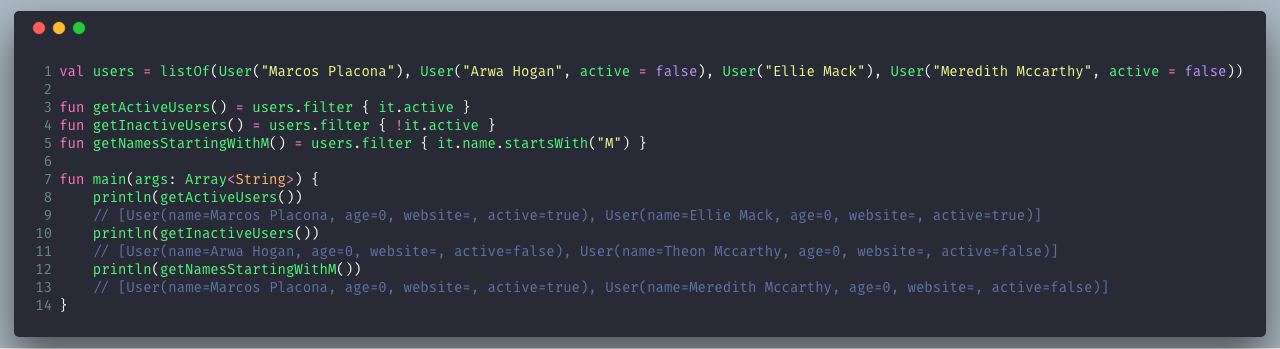 1 val users = listOf(User("Marcos Placona"), User("Arwa Hogan", active = false), User("Ellie Mack"), User("Meredith Mccarthy", active = false))
2
3 fun getActiveUsers() = users.filter { it.active }
4 fun getInactiveUsers() = users.filter { !it.active }
5 fun getNamesStartingWithM() = users.filter { it.name.startsWith("M") }
6
7 fun main(args: Array<String>) {
8     println(getActiveUsers())
9     // [User(name=Marcos Placona, age=0, website=, active=true), User(name=Ellie Mack, age=0, website=, active=true)]
10     println(getInactiveUsers())
11     // [User(name=Arwa Hogan, age=0, website=, active=false), User(name=Theon Mccarthy, age=0, website=, active=false)]
12     println(getNamesStartingWithM())
13     // [User(name=Marcos Placona, age=0, website=, active=true), User(name=Meredith Mccarthy, age=0, website=, active=false)]
14 }